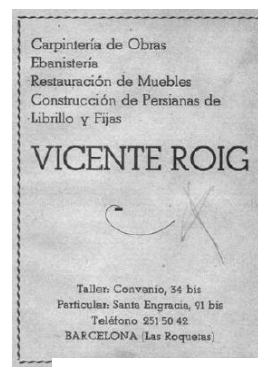 Carpintería de Obras
Ebanistería
Restauración de Muebles
Construcción de Persianas de
Librillo y Fijas
VICENTE ROIG
Taller: Convenio, 34 bis
Particular: Santa Engracia, 91 bis
Teléfono 251 50 42
BARCELONA (Las Roquetas)